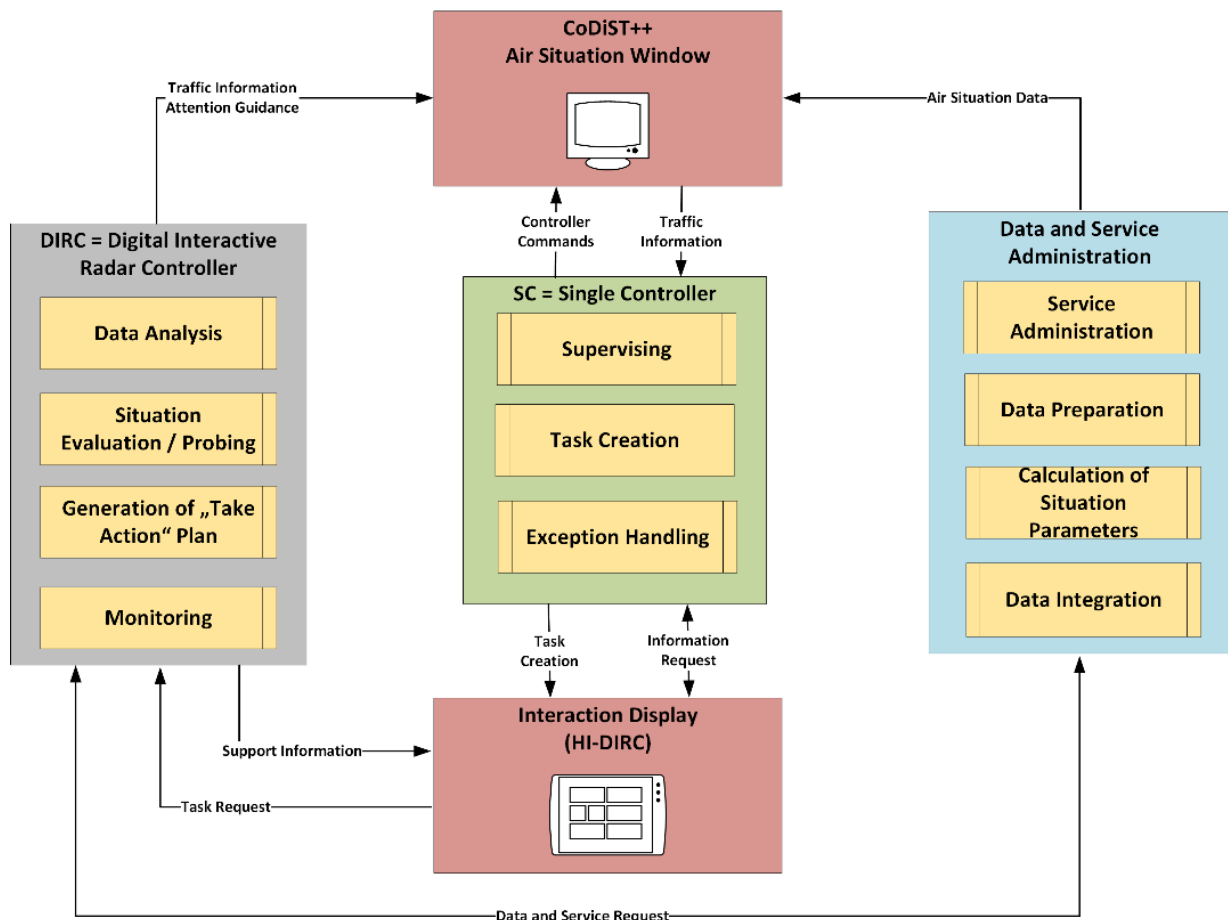 CoDiST++
Air Situation Window
Traffic Information
Attention Guidance
Air Situation Data
Controller
Commands
Traffic
Information
DIRC = Digital Interactive
Radar Controller
Data Analysis
Situation
Evaluation / Probing
Generation of „Take
Action“ Plan
Monitoring
SC = Single Controller
Supervising
Task Creation
Exception Handling
Data and Service
Administration
Service
Administration
Data Preparation
Calculation of
Situation
Parameters
Data Integration
Task
Creation
Information
Request
Interaction Display
(HI-DIRC)
Support Information
Task Request
Data and Service Request